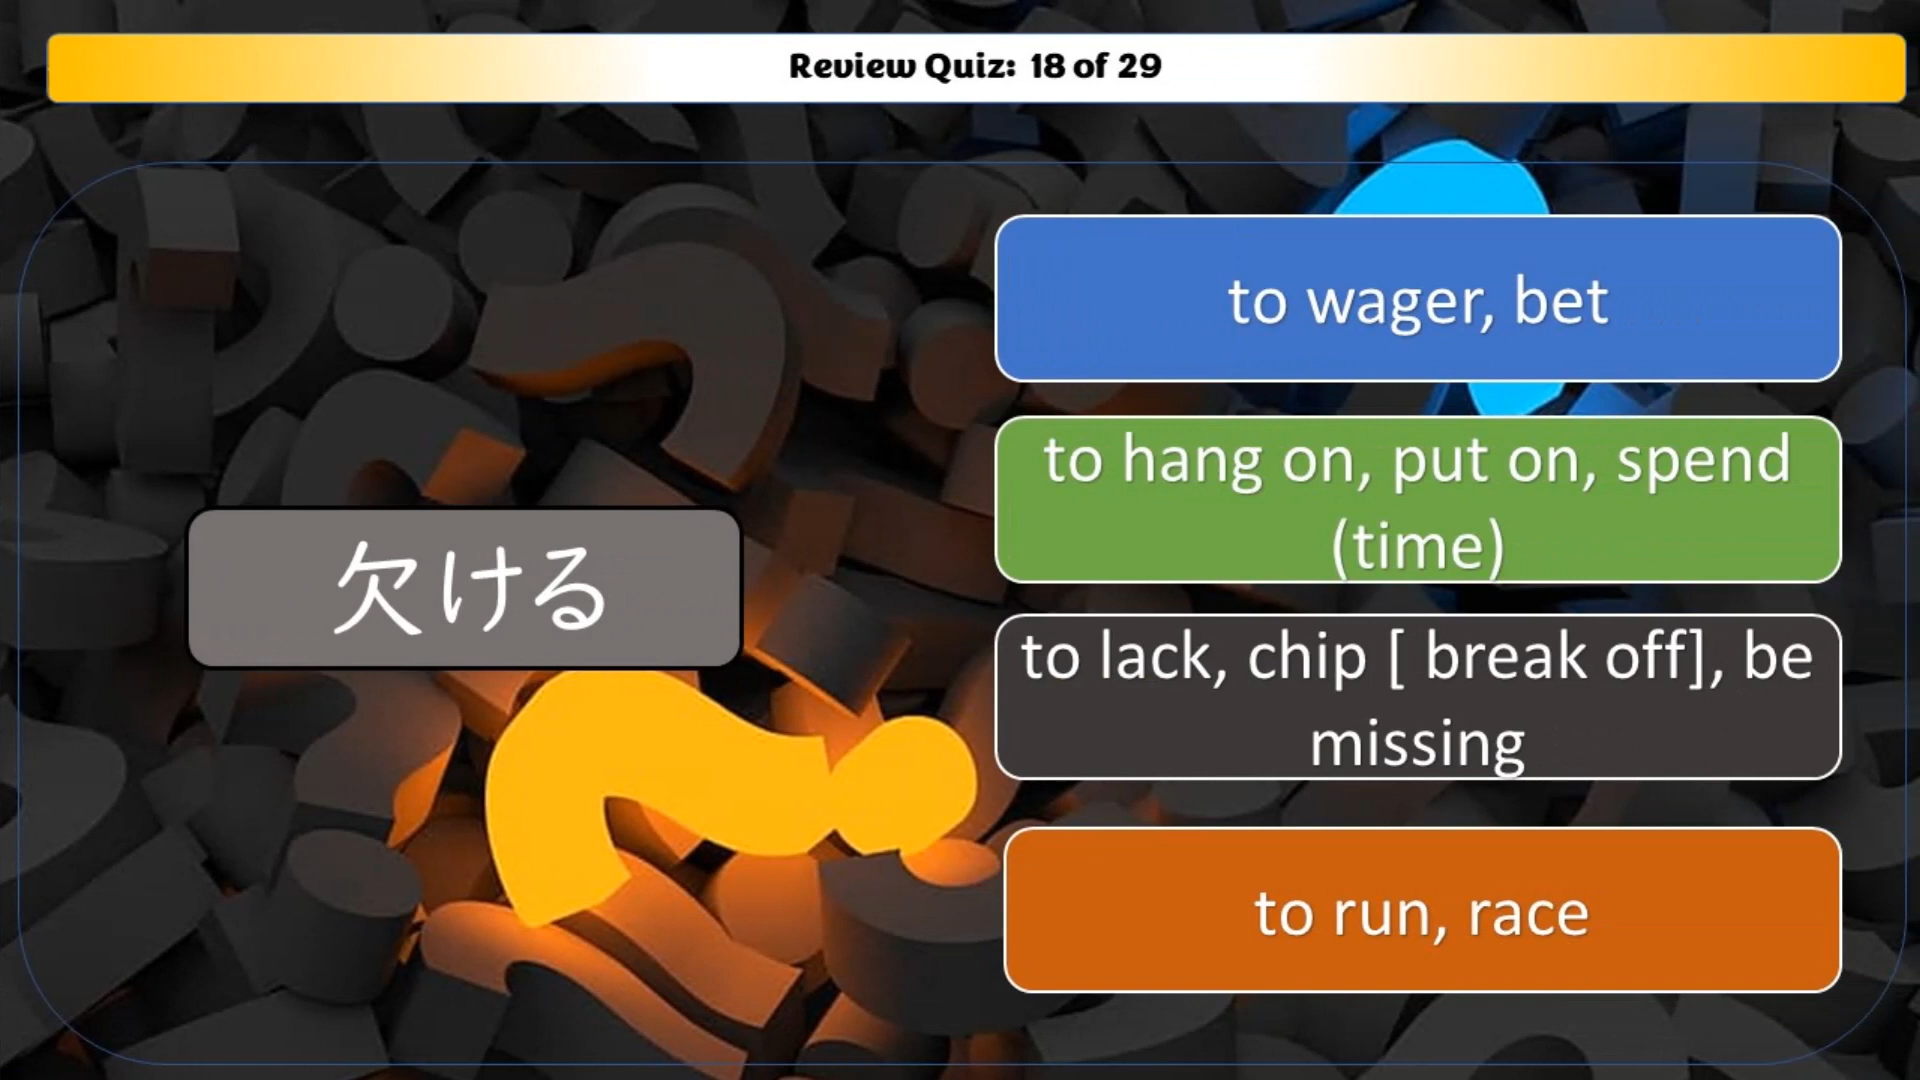 Review Quiz: 18 of 29
欠ける
to wager, bet
to hang on, put on, spend
(time)
to lack, chip [ break off], be
missing
to run, race